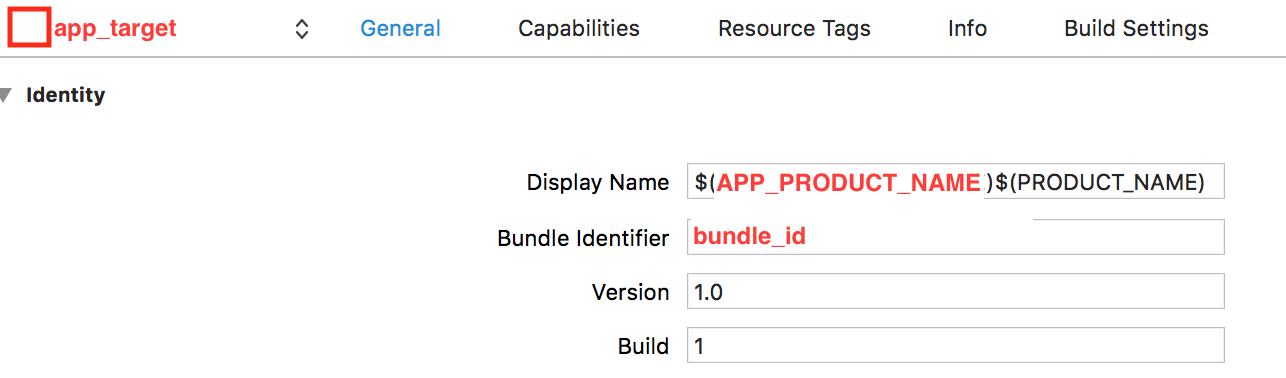 app_target General Capabilities Resource Tags Info Build Settings
Identity
Display Name $(APP_PRODUCT_NAME)$(PRODUCT_NAME)
Bundle Identifier bundle_id
Version 1.0
Build 1